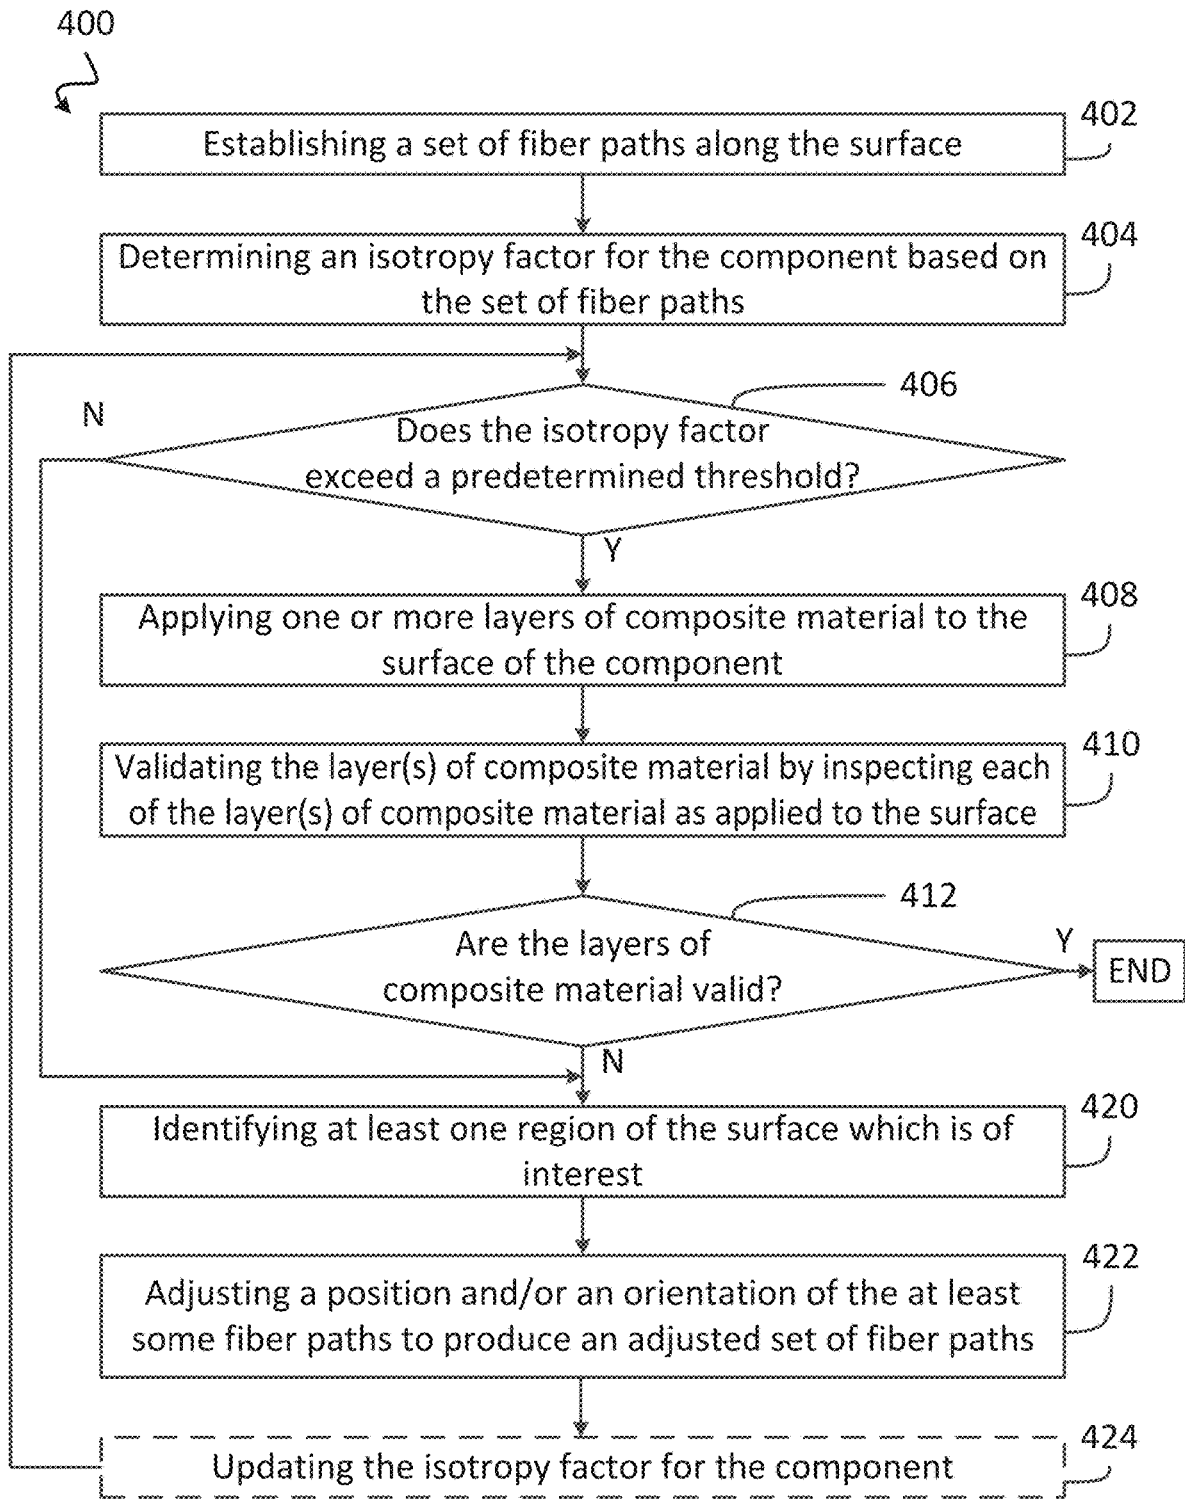 400
402
Establishing a set of fiber paths along the surface
404
Determining an isotropy factor for the component based on
the set of fiber paths
406
N
Does the isotropy factor
exceed a predetermined threshold?
Y
408
Applying one or more layers of composite material to the
surface of the component
410
Validating the layer(s) of composite material by inspecting each
of the layer(s) of composite material as applied to the surface
412
Are the layers of
composite material valid?
Y
END
N
420
Identifying at least one region of the surface which is of
interest
422
Adjusting a position and/or an orientation of the at least
some fiber paths to produce an adjusted set of fiber paths
424
Updating the isotropy factor for the component